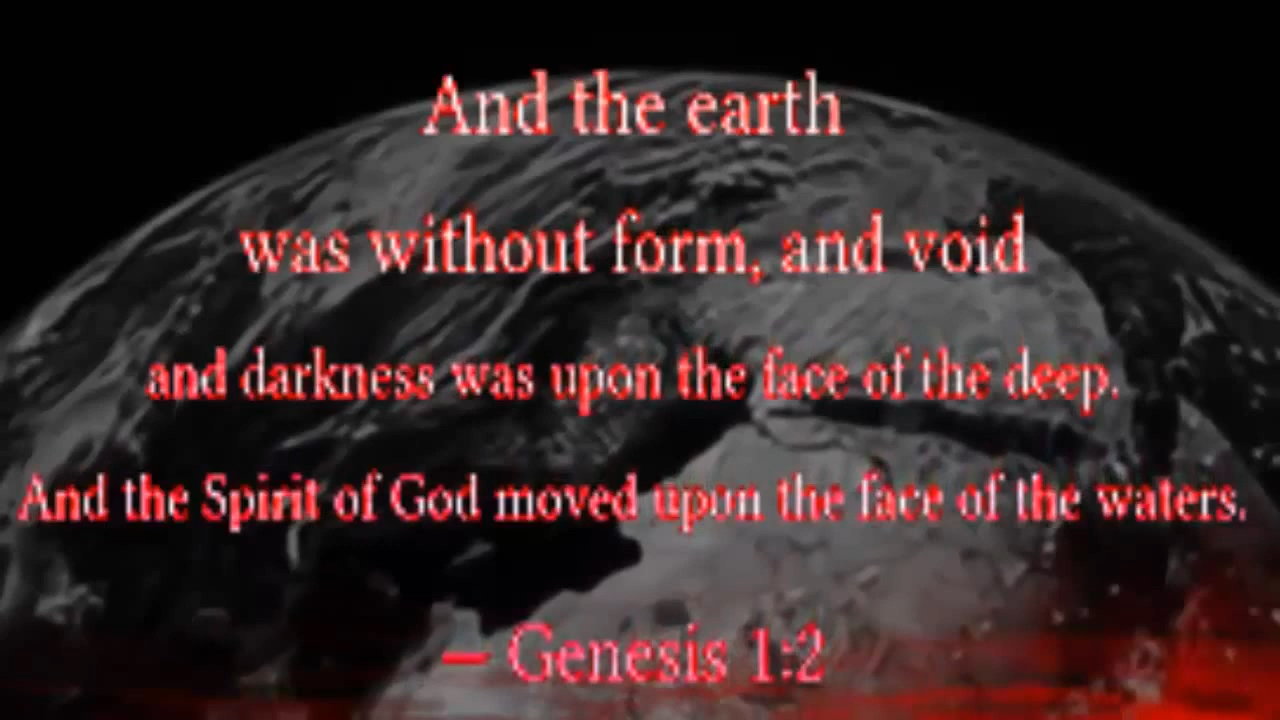 And the earth
was without form, and void
and darkness was upon the face of the deep.
And the Spirit of God moved upon the face of the waters.
– Genesis 1:2